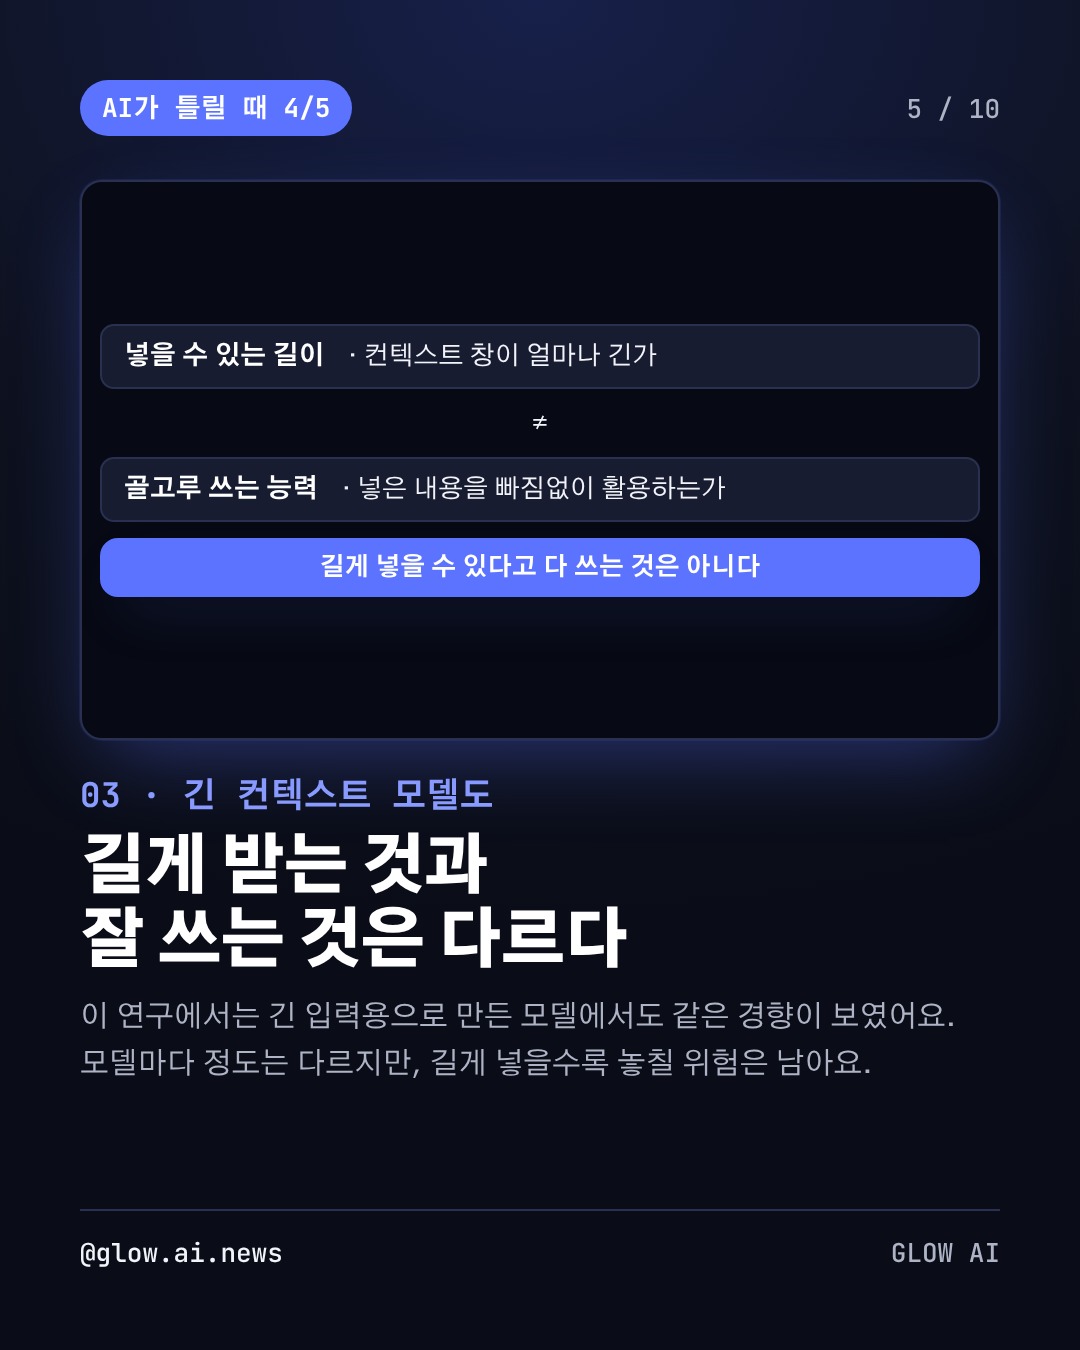 AI가 틀릴 때 4/5
5 / 10
넣을 수 있는 길이 · 컨텍스트 창이 얼마나 긴가
≠
골고루 쓰는 능력 · 넣은 내용을 빠짐없이 활용하는가
길게 넣을 수 있다고 다 쓰는 것은 아니다
03 · 긴 컨텍스트 모델도
길게 받는 것과
잘 쓰는 것은 다르다
이 연구에서는 긴 입력용으로 만든 모델에서도 같은 경향이 보였어요.
모델마다 정도는 다르지만, 길게 넣을수록 놓칠 위험은 남아요.
@glow.ai.news
GLOW AI